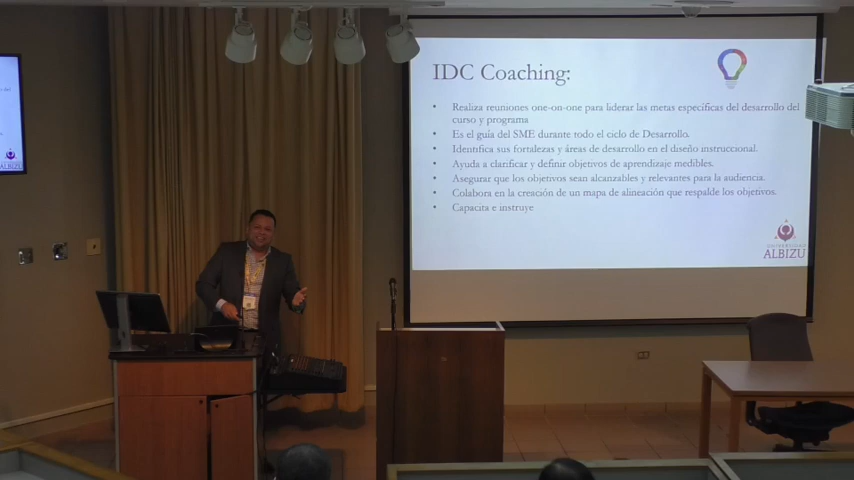 IDC Coaching:
• Realiza reuniones one-on-one para liderar las metas específicas del desarrollo del
curso y programa
• Es el guía del SME durante todo el ciclo de Desarrollo.
• Identifica sus fortalezas y áreas de desarrollo en el diseño instruccional.
• Ayuda a clarificar y definir objetivos de aprendizaje medibles.
• Asegurar que los objetivos sean alcanzables y relevantes para la audiencia.
• Colabora en la creación de un mapa de alineación que respalde los objetivos.
• Capacita e instruye
UNIVERSIDAD
ALBIZU
ALBIZU